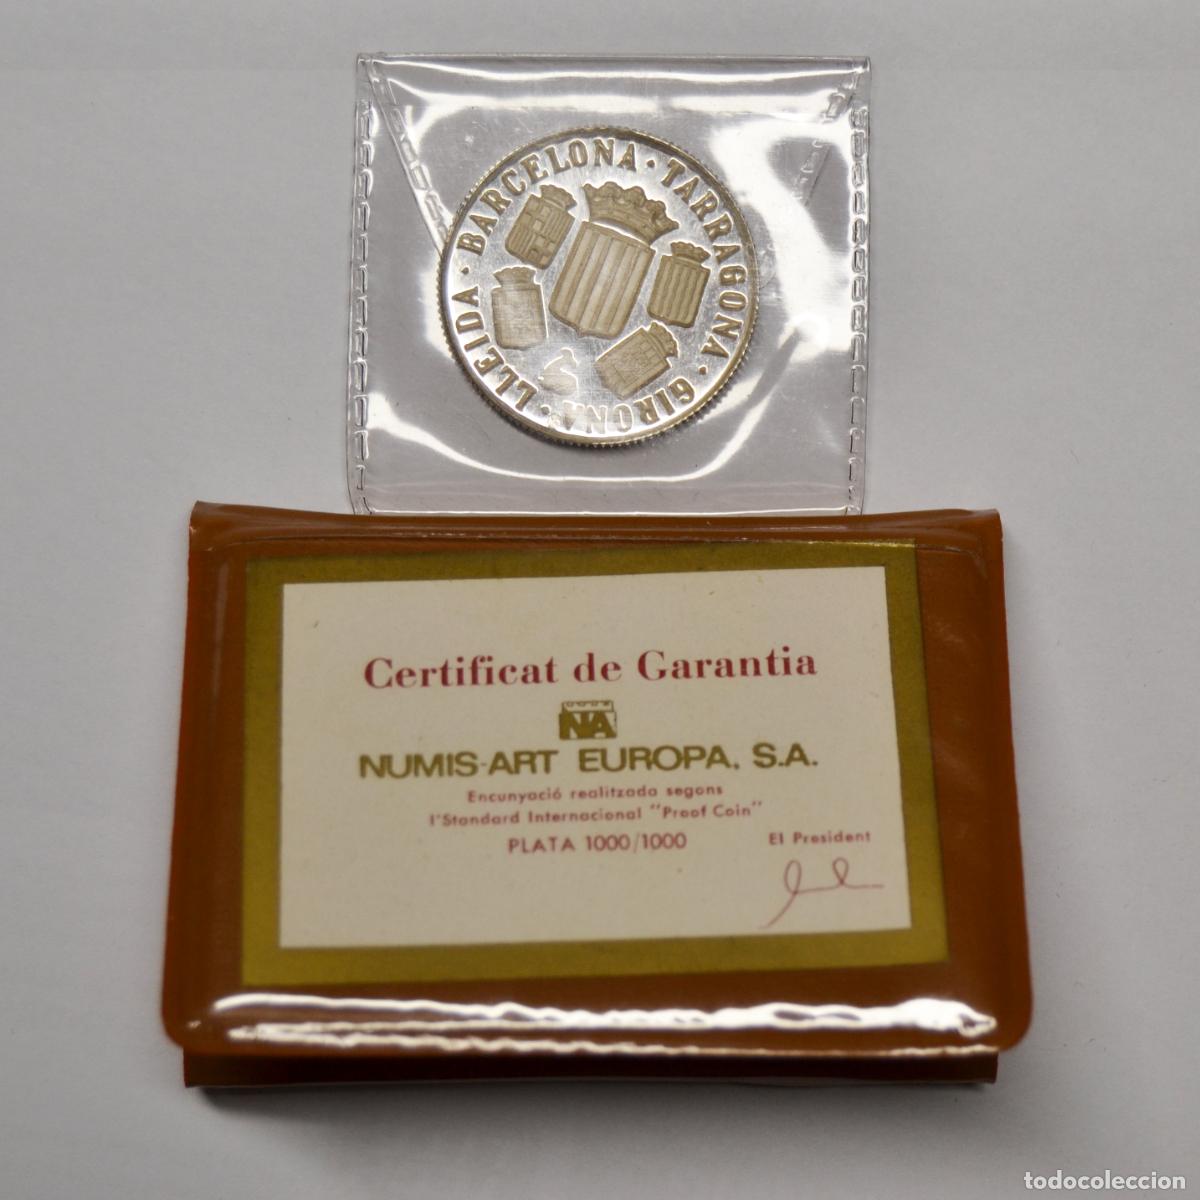 BARCELONA · TARRAGONA · GIRONA · LLEIDA ·
Certificat de Garantia
NA
NUMIS-ART EUROPA, S.A.
Encunyació realitzada segons
l'Standard Internacional "Proof Coin"
PLATA 1000/1000
El President
todocoleccion